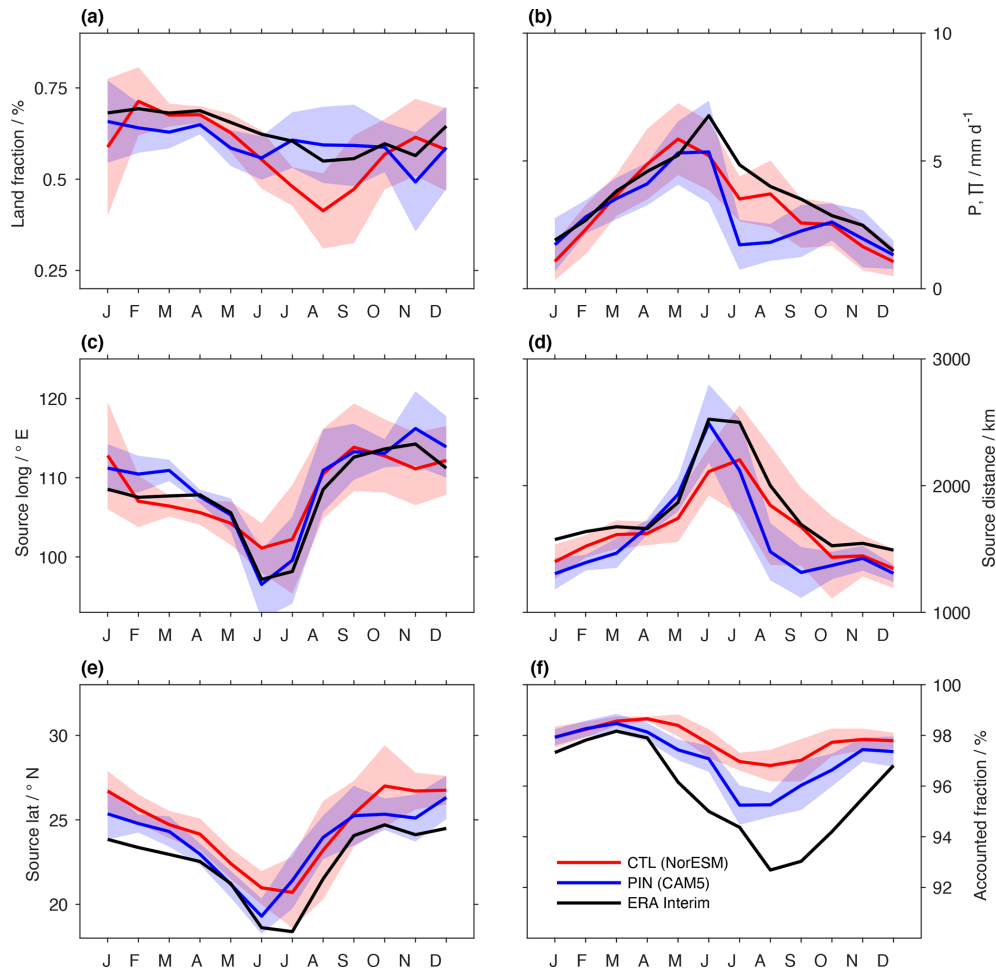 (a)
(b)
0.75
0.5
0.25
Land fraction / %
10
5
0
P, ∏ / mm d⁻¹
J F M A M J J A S O N D
J F M A M J J A S O N D
(c)
(d)
120
110
100
Source long / ° E
3000
2000
1000
Source distance / km
J F M A M J J A S O N D
J F M A M J J A S O N D
(e)
(f)
30
25
20
Source lat / ° N
100
98
96
94
92
Accounted fraction / %
CTL (NorESM)
PIN (CAM5)
ERA Interim
J F M A M J J A S O N D
J F M A M J J A S O N D